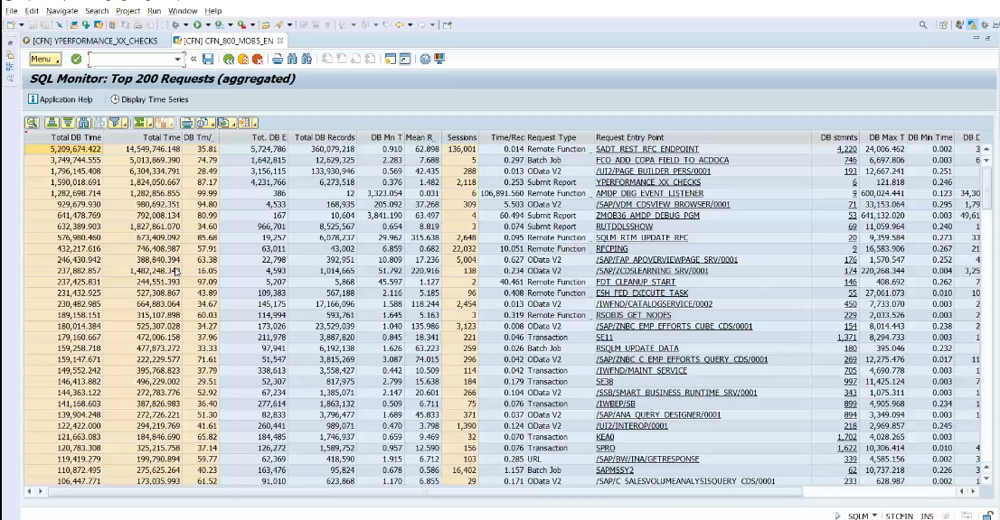 File Edit Navigate Search Project Run Window Help
[CFN] YPERFORMANCE_XX_CHECKS [CFN] CFN_800_MOB5_EN
Menu
SQL Monitor: Top 200 Requests (aggregated)
Application Help Display Time Series
Total DB Time Total Time DB Tm/ Tot. DB E Total DB Records DB Mn T Mean R Sessions Time/Rec Request Type Request Entry Point DB stmnts DB Max T DB Min Time DB D
5,209,674.422 14,549,746.148 35.81 5,724,786 360,079,218 0.910 62.898 136,001 0.014 Remote Function SADT_REST_RFC_ENDPOINT 4,220 24,006.462 0.002
3,749,744.555 5,013,869.390 74.79 1,642,815 12,629,325 2.283 7.688 5 0.297 Batch Job FCO_ADD_COPA_FIELD_TO_ACDOCA 746 6,697.806 0.003 6
1,796,145.408 6,304,334.791 28.49 3,156,115 133,930,946 0.569 42.435 288 0.013 OData V2 /UI2/PAGE_BUILDER_PERS/0001 193 12,667.241 0.251
1,590,018.691 1,824,050.667 87.17 4,231,766 6,273,518 0.376 1.482 2,118 0.253 Submit Report YPERFORMANCE_XX_CHECKS 6 121.818 0.246
1,282,698.714 1,282,856.855 99.99 386 12 3,323.054 0.031 6 106,891.560 Remote Function AMDP_DBG_EVENT_LISTENER 9 600,024.441 0.123 34,30
929,679.930 980,692.351 94.80 4,533 168,935 205.092 37.268 309 5.503 OData V2 /SAP/VDM_CDSVIEW_BROWSER/0001 71 33,153.064 0.295 1,79
641,478.769 792,008.134 80.99 167 10,604 3,841.190 63.497 4 60.494 Submit Report ZMOB36_AMDP_DEBUG_PGM 53 641,132.020 0.003 49,61
632,389.903 1,827,861.070 34.60 966,701 8,525,567 0.654 8.819 3 0.074 Submit Report RUTDDLSSHOW 69 11,059.964 0.240 1
576,980.460 673,409.092 85.68 19,257 6,078,237 29.962 315.638 2,648 0.095 Remote Function SQLM_RTM_UPDATE_RFC 20 9,359.584 0.273 33
432,217.616 746,408.987 57.91 63,011 43,002 6.859 0.682 22,032 10.051 OData V2 RFCPING 9 16,583.906 0.267 21
246,430.942 388,840.394 63.38 22,798 392,951 10.809 17.236 5,004 0.627 OData V2 /SAP/FAP_APOVERVIEWPAGE_SRV/0001 176 1,570.547 0.252 4
237,882.857 1,482,248.343 16.05 4,593 1,014,665 51.792 220.916 138 0.234 OData V2 /SAP/ZCDSLEARNING_SRV/0001 174 220,268.344 0.004 3,25
237,425.831 244,551.393 97.09 5,207 5,868 45.597 1.127 2 40.461 Remote Function FDT_CLEANUP_START 146 408.692 0.262 7
231,432.925 527,308.867 43.89 109,383 567,188 2.116 5.185 96 0.408 Remote Function ESH_FED_EXECUTE_TASK 55 27,061.073 0.010 10
230,482.985 664,883.064 34.67 145,175 17,166,096 1.588 118.244 2,454 0.013 OData V2 /IWFND/CATALOGSERVICE/0002 450 7,733.070 0.003 2
189,158.151 315,107.898 60.03 114,994 593,761 1.645 5.163 3 0.319 Remote Function RSOBJS_GET_NODES 229 2,033.526 0.003 2
180,014.384 525,307.028 34.27 173,026 23,529,039 1.040 135.986 3,123 0.008 OData V2 /SAP/ZNBC_EMP_EFFORTS_CUBE_CDS/0001 231 8,014.443 0.238 2
179,160.667 472,006.158 37.96 211,978 3,887,820 0.845 18.341 221 0.046 Transaction SE11 1,371 8,294.733 0.003 1
159,258.718 477,873.272 33.33 97,941 6,192,138 1.626 63.223 259 0.026 Batch Job RSQLM_UPDATE_DATA 180 395.046 0.232
159,147.671 222,229.577 71.61 51,547 3,815,269 3.087 74.015 296 0.042 OData V2 /SAP/ZNBC_C_EMP_EFFORTS_QUERY_CDS/0001 269 12,275.476 0.017 11
149,552.242 395,768.823 37.79 338,613 3,558,427 0.442 10.509 114 0.042 Transaction /IWFND/MAINT_SERVICE 705 4,690.778 0.003 1
146,413.882 496,229.002 29.51 52,307 817,975 2.799 15.638 184 0.179 Transaction SE38 997 11,425.124 0.003 7
144,363.122 272,783.776 52.92 67,234 1,385,071 2.147 20.601 266 0.104 OData V2 /SSB/SMART_BUSINESS_RUNTIME_SRV/0001 343 1,075.311 0.003 1
141,168.603 387,826.983 36.40 277,614 1,863,132 0.509 6.711 75 0.076 Transaction /IWBEP/SB 899 4,905.968 0.234 1
139,904.248 272,726.221 51.30 82,833 3,796,477 1.689 45.833 371 0.037 OData V2 /SAP/ANA_QUERY_DESIGNER/0001 894 3,349.094 0.003 1
122,422.000 294,219.769 41.61 260,441 989,071 0.470 3.798 1,390 0.124 OData V2 /UI2/INTEROP/0001 218 2,969.857 0.245
121,663.083 184,846.690 65.82 184,485 1,746,937 0.659 9.469 32 0.070 Transaction KEA0 1,702 4,028.265 0.003
120,783.308 325,215.758 37.14 126,272 1,589,752 0.957 12.590 156 0.076 Transaction SPRO 1,622 10,306.414 0.010 4
119,419.279 199,790.894 59.77 62,369 418,590 1.915 6.712 103 0.285 URL /SAP/BW/INA/GETRESPONSE 339 4,585.156 0.002 3
110,872.495 275,625.264 40.23 163,476 95,824 0.678 0.586 16,402 1.157 Batch Job SAPMSSY2 62 10,737.218 0.226 3
106,447.771 173,035.993 61.52 91,010 623,868 1.170 6.855 29 0.171 OData V2 /SAP/C_SALESVOLUMEANALYSISQUERY_CDS/0001 233 628.987 0.003
SQLM STCFIN INS